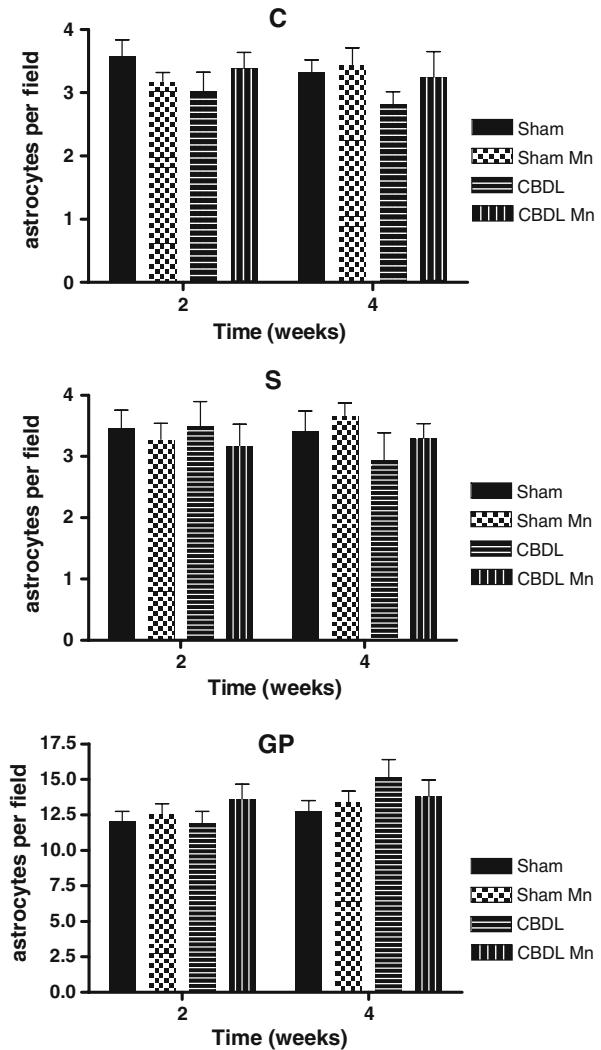 C
4
3
2
1
0
astrocytes per field
2 4
Time (weeks)
Sham
Sham Mn
CBDL
CBDL Mn
S
4
3
2
1
0
astrocytes per field
2 4
Time (weeks)
Sham
Sham Mn
CBDL
CBDL Mn
GP
17.5
15.0
12.5
10.0
7.5
5.0
2.5
0.0
astrocytes per field
2 4
Time (weeks)
Sham
Sham Mn
CBDL
CBDL Mn